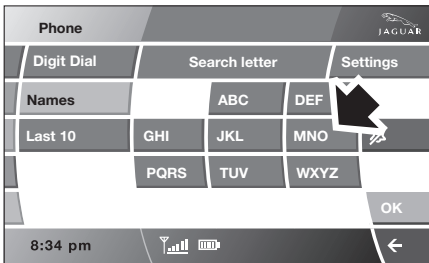 Phone
JAGUAR
Digit Dial Search letter Settings
Names ABC DEF
Last 10 GHI JKL MNO
PQRS TUV WXYZ
OK
8:34 pm